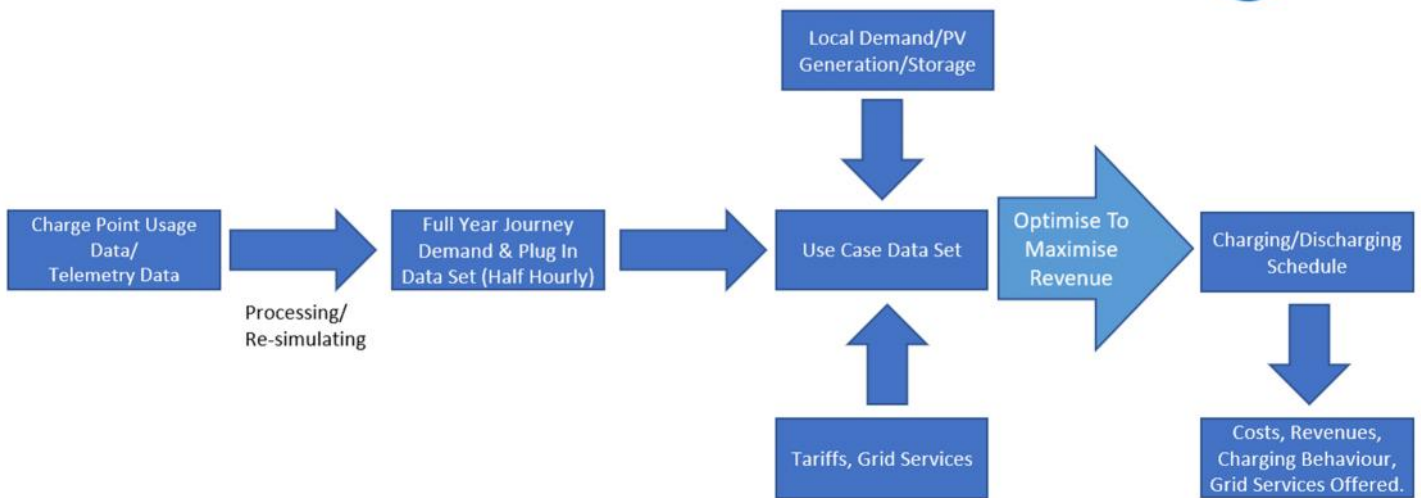 Local Demand/PV
Generation/Storage
Charge Point Usage
Data/
Telemetry Data
Processing/
Re-simulating
Full Year Journey
Demand & Plug In
Data Set (Half Hourly)
Use Case Data Set
Optimise To
Maximise
Revenue
Charging/Discharging
Schedule
Tariffs, Grid Services
Costs, Revenues,
Charging Behaviour,
Grid Services Offered.